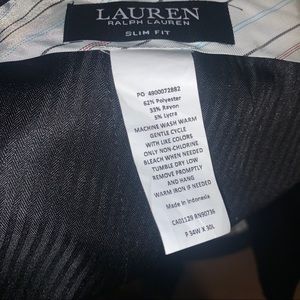 LAUREN
RALPH LAUREN
SLIM FIT
PO 4900072882
62% Polyester
33% Rayon
5% Lycra
MACHINE WASH WARM
GENTLE CYCLE
WITH LIKE COLORS
ONLY NON-CHLORINE
BLEACH WHEN NEEDED
TUMBLE DRY LOW
REMOVE PROMPTLY
AND HANG
WARM IRON IF NEEDED
Made in Indonesia
CA01129 RN90736
P 34W X 30L